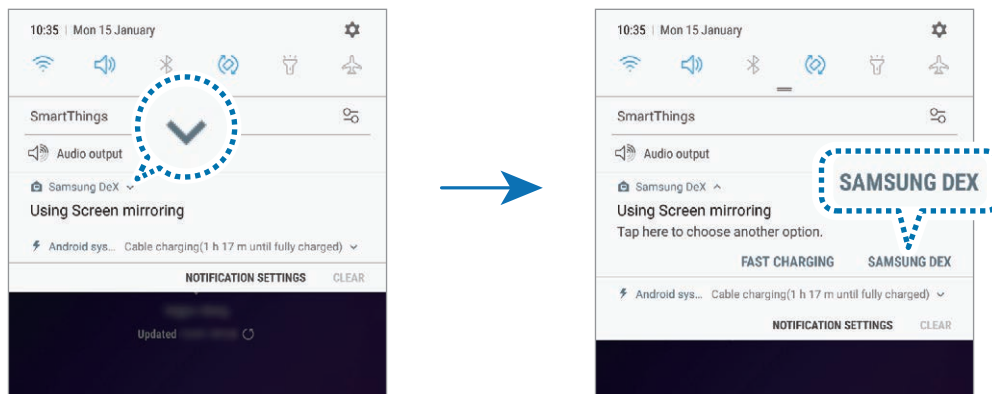 10:35 | Mon 15 January
SmartThings
Audio output
Samsung DeX
Using Screen mirroring
Android sys... Cable charging(1 h 17 m until fully charged)
NOTIFICATION SETTINGS CLEAR
Updated
10:35 | Mon 15 January
SmartThings
Audio output
SAMSUNG DEX
Samsung DeX
Using Screen mirroring
Tap here to choose another option.
FAST CHARGING SAMSUNG DEX
Android sys... Cable charging(1 h 17 m until fully charged)
NOTIFICATION SETTINGS CLEAR